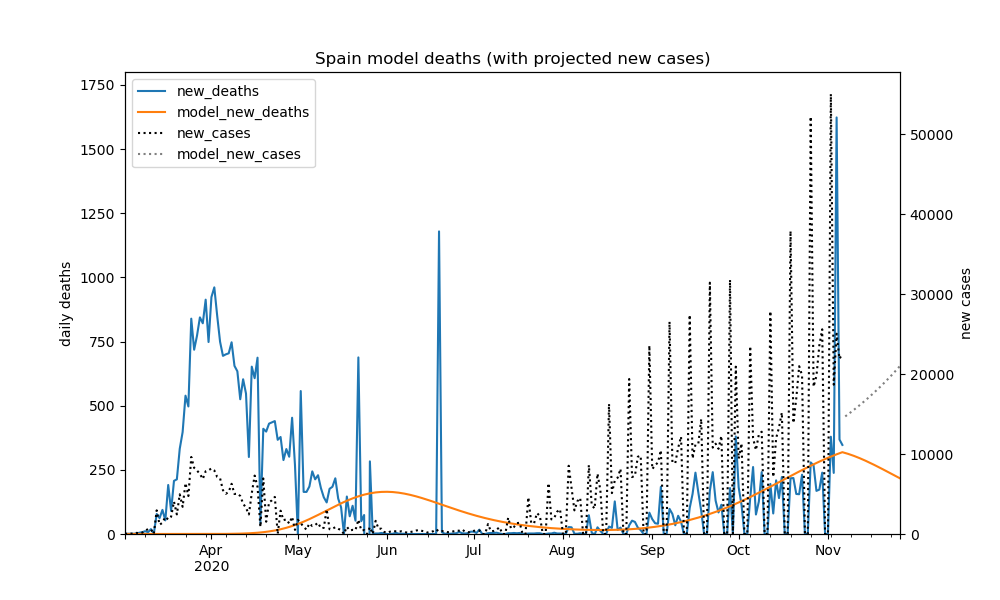 Spain model deaths (with projected new cases)
new_deaths
model_new_deaths
new_cases
model_new_cases
daily deaths
1750
1500
1250
1000
750
500
250
0
new cases
50000
40000
30000
20000
10000
0
Apr May Jun Jul Aug Sep Oct Nov
2020